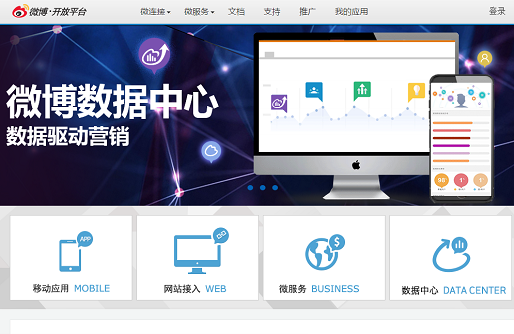 微博·开放平台
微连接 微服务 文档 支持 推广 我的应用 登录
微博数据中心
数据驱动营销
APP
移动应用 MOBILE
网站接入 WEB
$
微服务 BUSINESS
数据中心 DATA CENTER